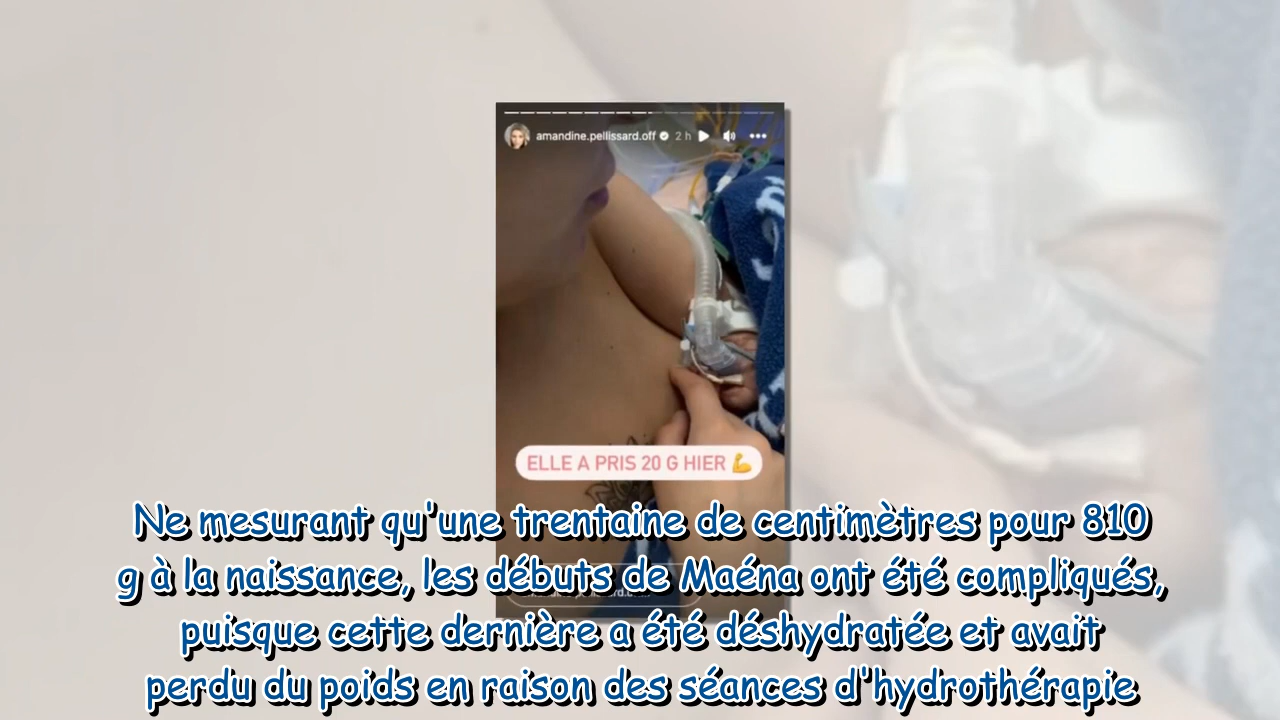 amandine.pellissard.off 2 h
ELLE A PRIS 20 G HIER 💪
Ne mesurant qu'une trentaine de centimètres pour 810
g à la naissance, les débuts de Maéna ont été compliqués,
puisque cette dernière a été déshydratée et avait
perdu du poids en raison des séances d'hydrothérapie